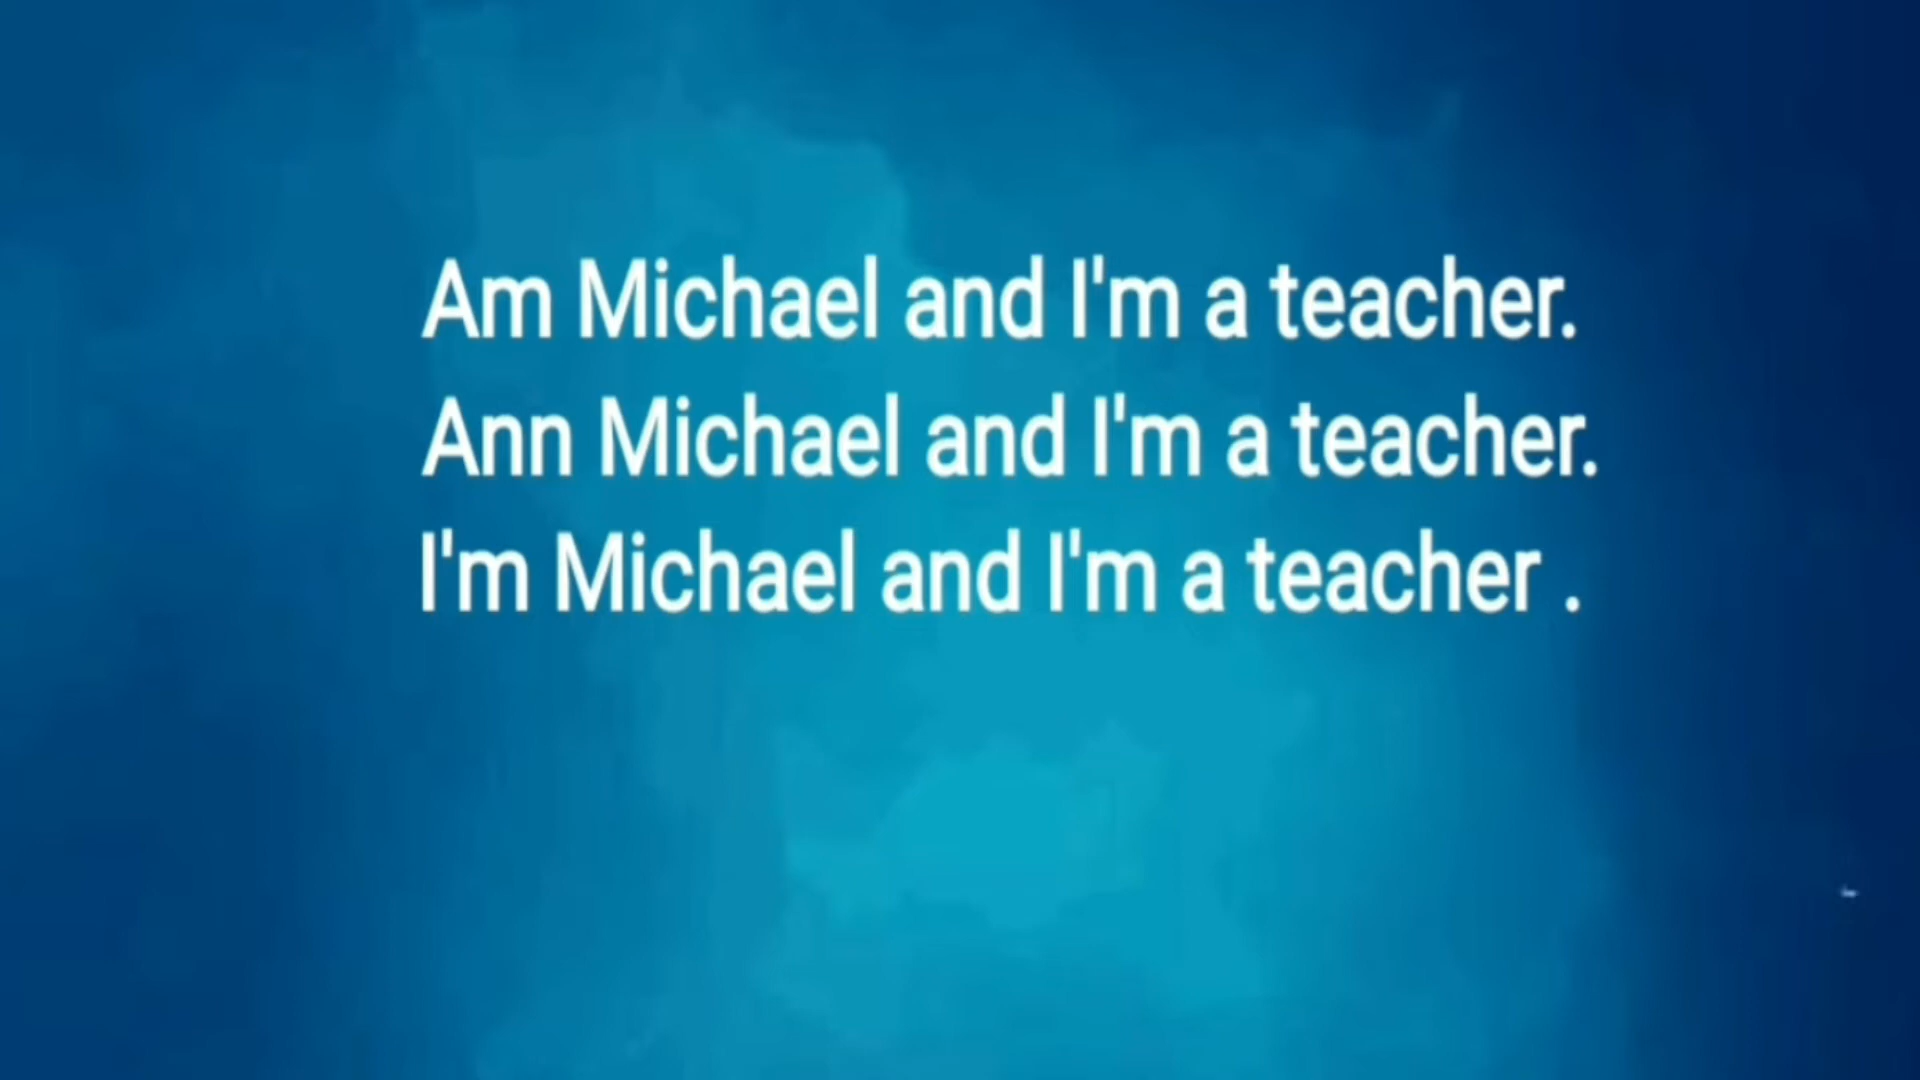 Am Michael and I'm a teacher.
Ann Michael and I'm a teacher.
I'm Michael and I'm a teacher .